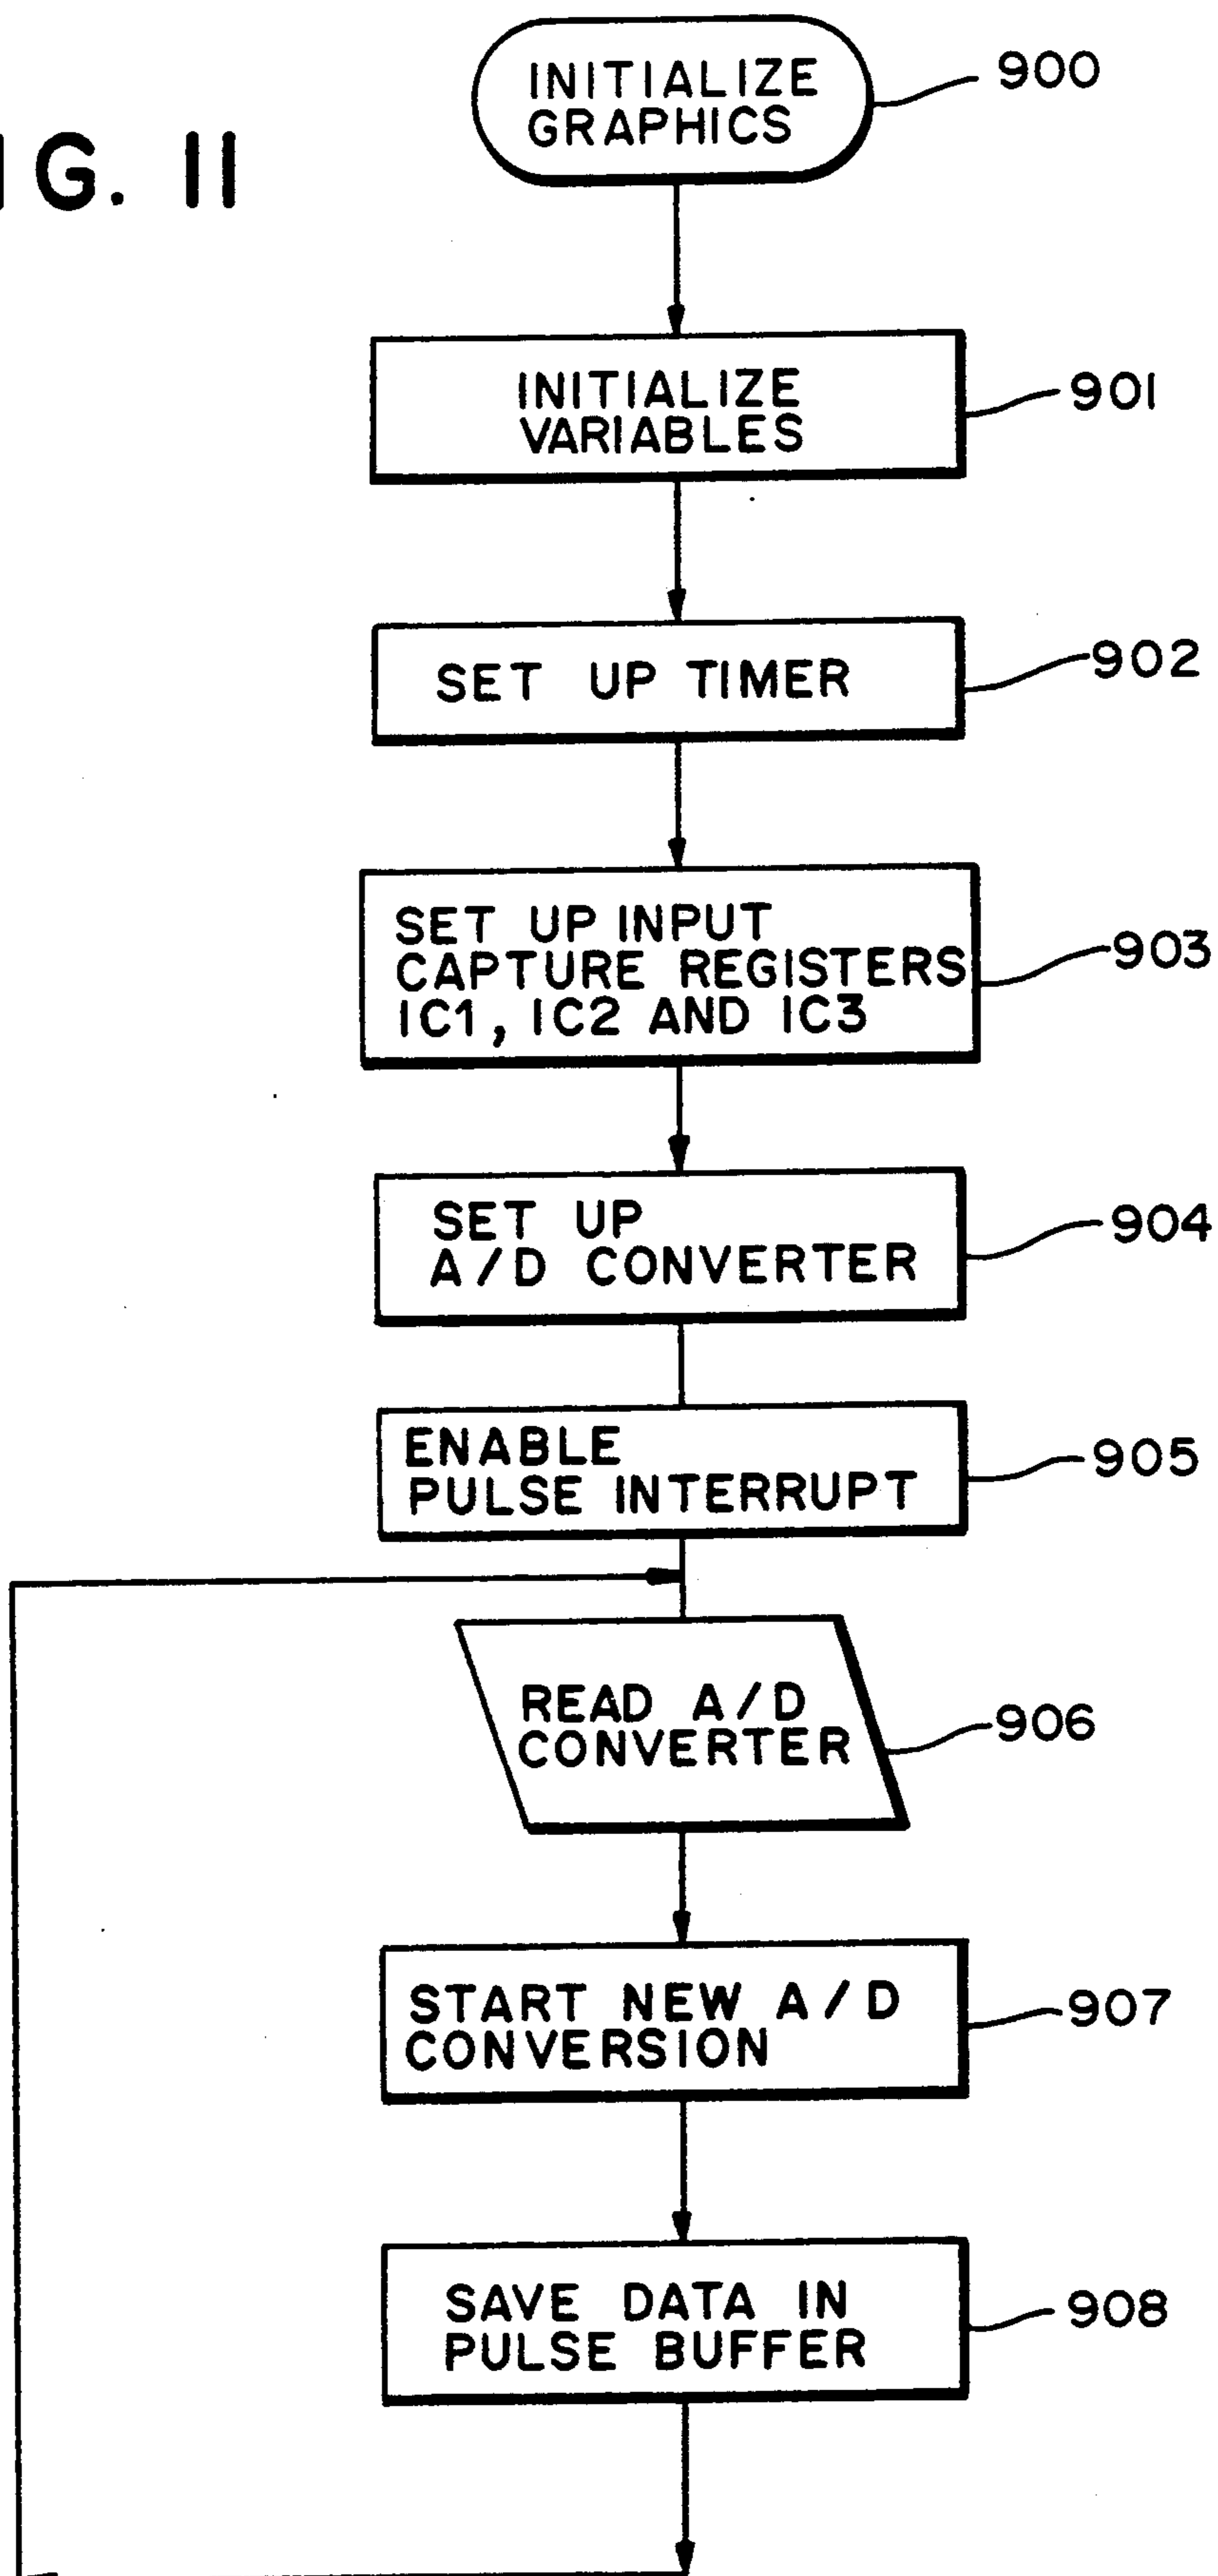 G. 11
INITIALIZE
GRAPHICS
900
INITIALIZE
VARIABLES
901
SET UP TIMER
902
SET UP INPUT
CAPTURE REGISTERS
IC1, IC2 AND IC3
903
SET UP
A/D CONVERTER
904
ENABLE
PULSE INTERRUPT
905
READ A/D
CONVERTER
906
START NEW A/D
CONVERSION
907
SAVE DATA IN
PULSE BUFFER
908